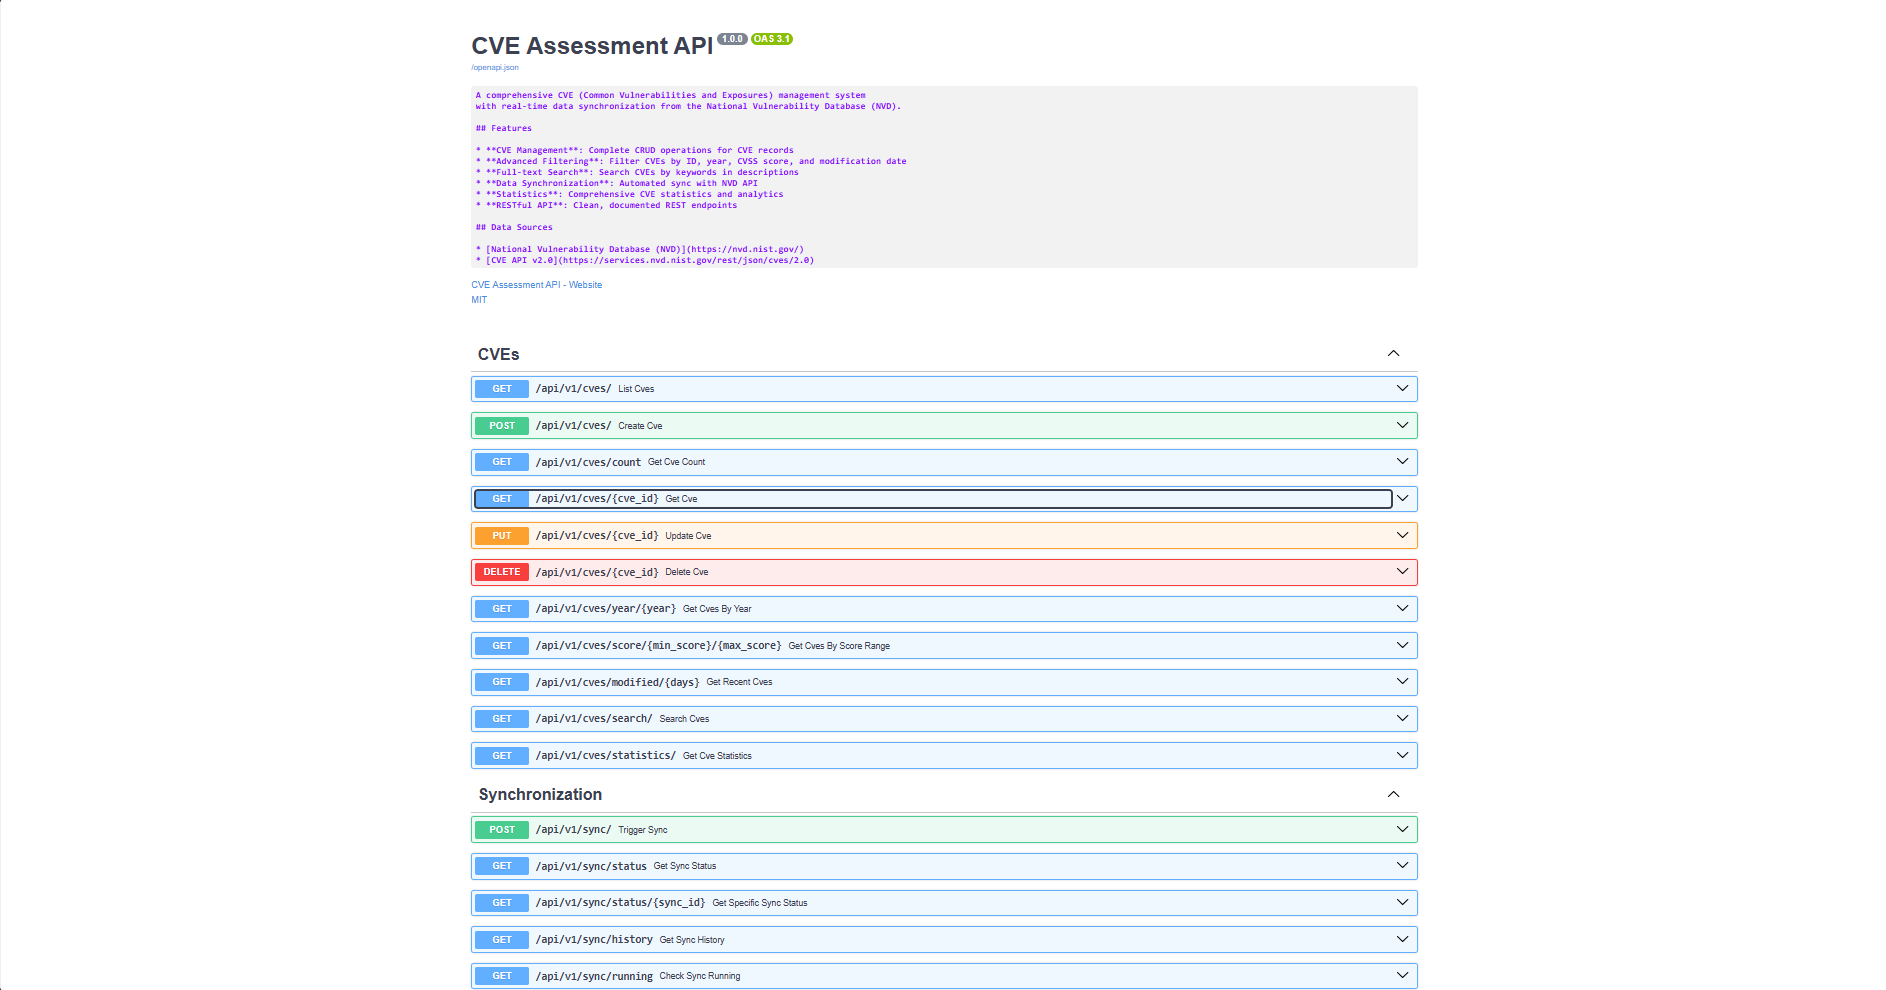 CVE Assessment API 1.0.0 OAS 3.1
/openapi.json
A comprehensive CVE (Common Vulnerabilities and Exposures) management system
with real-time data synchronization from the National Vulnerability Database (NVD).
## Features
* **CVE Management**: Complete CRUD operations for CVE records
* **Advanced Filtering**: Filter CVEs by ID, year, CVSS score, and modification date
* **Full-text Search**: Search CVEs by keywords in descriptions
* **Data Synchronization**: Automated sync with NVD API
* **Statistics**: Comprehensive CVE statistics and analytics
* **RESTful API**: Clean, documented REST endpoints
## Data Sources
* [National Vulnerability Database (NVD)](https://nvd.nist.gov/)
* [CVE API v2.0](https://services.nvd.nist.gov/rest/json/cves/2.0)
CVE Assessment API - Website
MIT
CVEs
GET /api/v1/cves/ List Cves
POST /api/v1/cves/ Create Cve
GET /api/v1/cves/count Get Cve Count
GET /api/v1/cves/{cve_id} Get Cve
PUT /api/v1/cves/{cve_id} Update Cve
DELETE /api/v1/cves/{cve_id} Delete Cve
GET /api/v1/cves/year/{year} Get Cves By Year
GET /api/v1/cves/score/{min_score}/{max_score} Get Cves By Score Range
GET /api/v1/cves/modified/{days} Get Recent Cves
GET /api/v1/cves/search/ Search Cves
GET /api/v1/cves/statistics/ Get Cve Statistics
Synchronization
POST /api/v1/sync/ Trigger Sync
GET /api/v1/sync/status Get Sync Status
GET /api/v1/sync/status/{sync_id} Get Specific Sync Status
GET /api/v1/sync/history Get Sync History
GET /api/v1/sync/running Check Sync Running